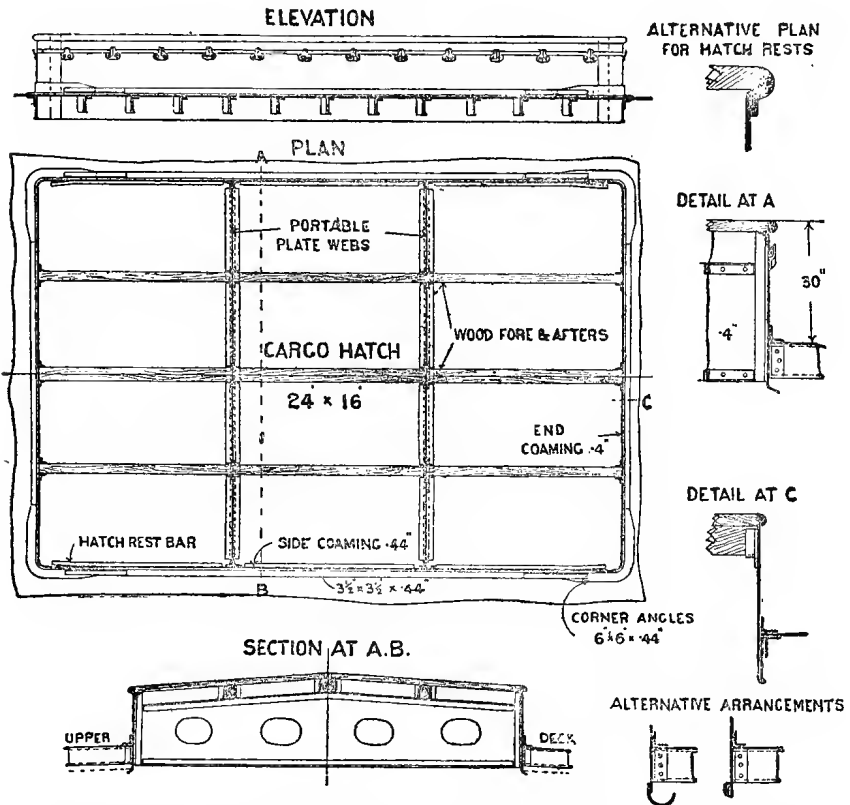 ELEVATION
ALTERNATIVE PLAN
FOR HATCH RESTS
PLAN
A
PORTABLE
PLATE WEBS
DETAIL AT A
30"
·4"
WOOD FORE & AFTERS
CARGO HATCH
24' × 16'
C
END
COAMING ·4"
DETAIL AT C
HATCH REST BAR
SIDE COAMING ·44"
B
3½" × 3½" × ·44"
CORNER ANGLES
6" × 6" × ·44"
SECTION AT A.B.
UPPER
DECK
ALTERNATIVE ARRANGEMENTS